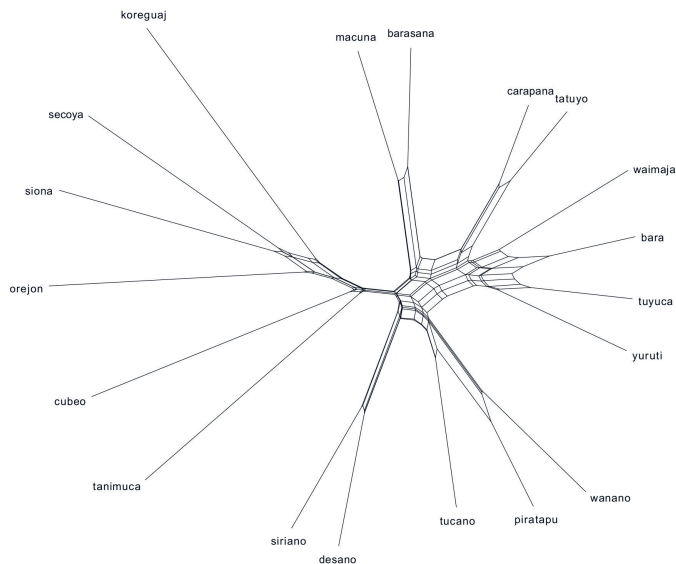 koreguaj
macuna
barasana
carapana
tatuyo
secoya
waimaja
siona
bara
orejon
tuyuca
yuruti
cubeo
tanimuca
wanano
piratapu
tucano
siriano
desano